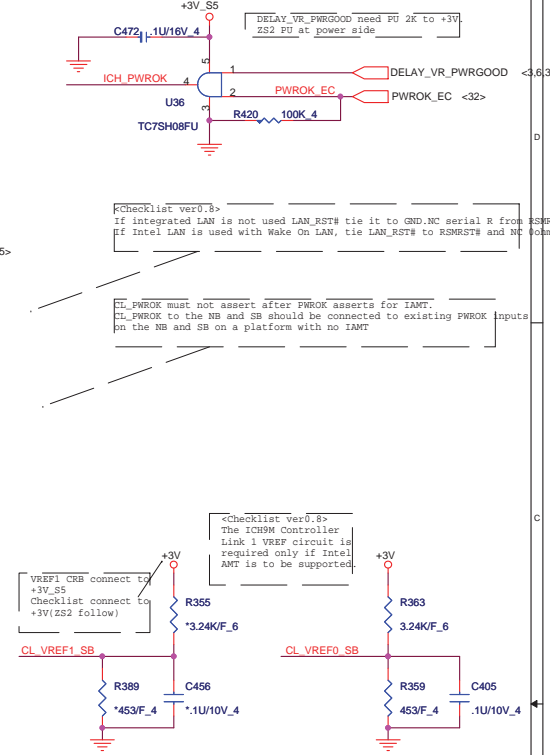 +3V_S5
C472 .1U/16V_4
DELAY_VR_PWRGOOD need PU 2K to +3V.
ZS2 PU at power side
5
1
DELAY_VR_PWRGOOD <3,6,3
ICH_PWROK
4
2
PWROK_EC
PWROK_EC <32>
U36
3
R420 100K_4
TC7SH08FU
D
<Checklist ver0.8>
If integrated LAN is not used LAN_RST# tie it to GND.NC serial R from RSMR
If Intel LAN is used with Wake On LAN, tie LAN_RST# to RSMRST# and NC 0ohm
5>
CL_PWROK must not assert after PWROK asserts for IAMT.
CL_PWROK to the NB and SB should be connected to existing PWROK inputs
on the NB and SB on a platform with no IAMT
C
<Checklist ver0.8>
The ICH9M Controller
Link 1 VREF circuit is
required only if Intel
AMT is to be supported.
+3V
+3V
VREF1 CRB connect to
+3V_S5
Checklist connect to
+3V(ZS2 follow)
R355
*3.24K/F_6
R363
3.24K/F_6
CL_VREF1_SB
CL_VREF0_SB
R389
*453/F_4
C456
*.1U/10V_4
R359
453/F_4
C405
.1U/10V_4